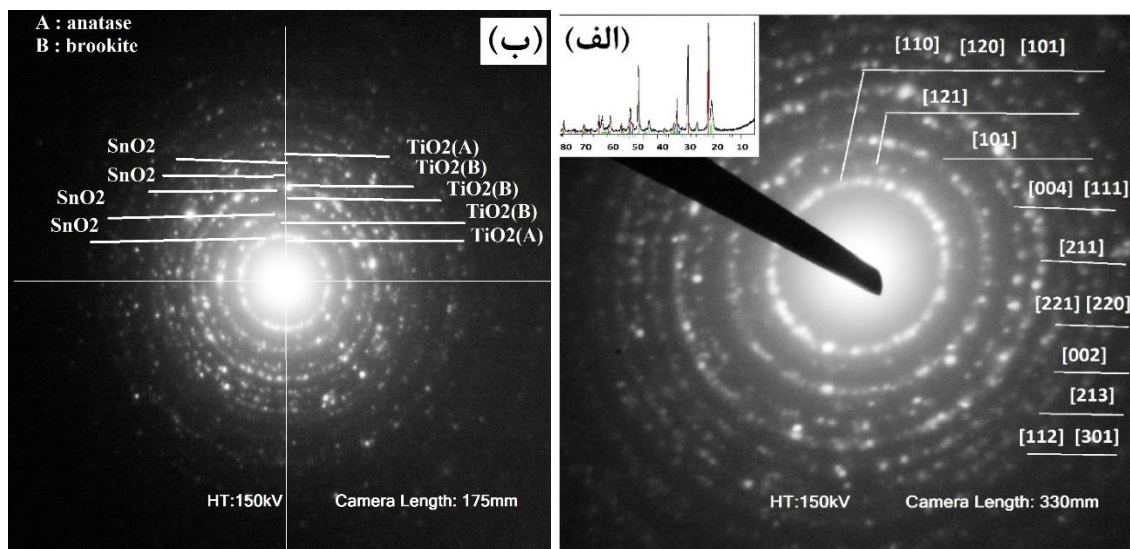 A : anatase
B : brookite
(ب)
SnO2
SnO2
SnO2
SnO2
TiO2(A)
TiO2(B)
TiO2(B)
TiO2(B)
TiO2(A)
HT:150kV Camera Length: 175mm
(الف)
80 70 60 50 40 30 20 10
[110] [120] [101]
[121]
[101]
[004] [111]
[211]
[221] [220]
[002]
[213]
[112] [301]
HT:150kV Camera Length: 330mm